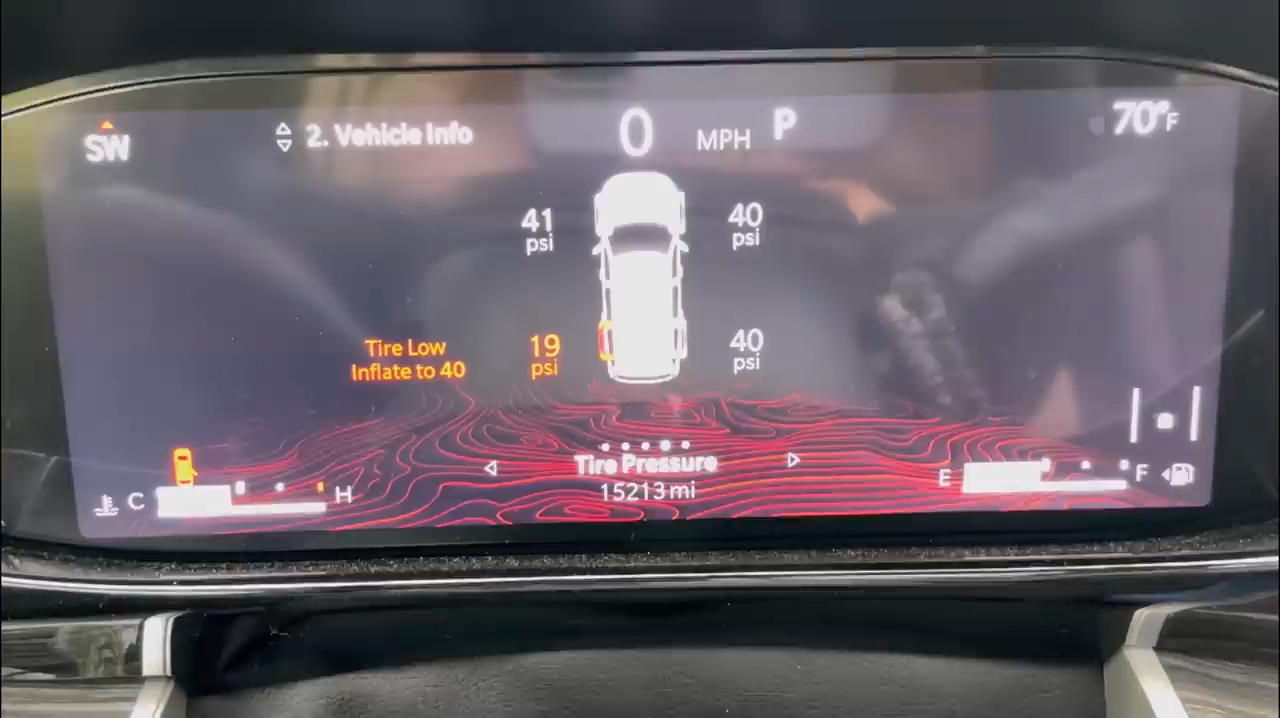 SW
2. Vehicle Info
0 MPH P
70°F
41 psi
40 psi
Tire Low
Inflate to 40
19 psi
40 psi
C H
Tire Pressure
15213 mi
E F